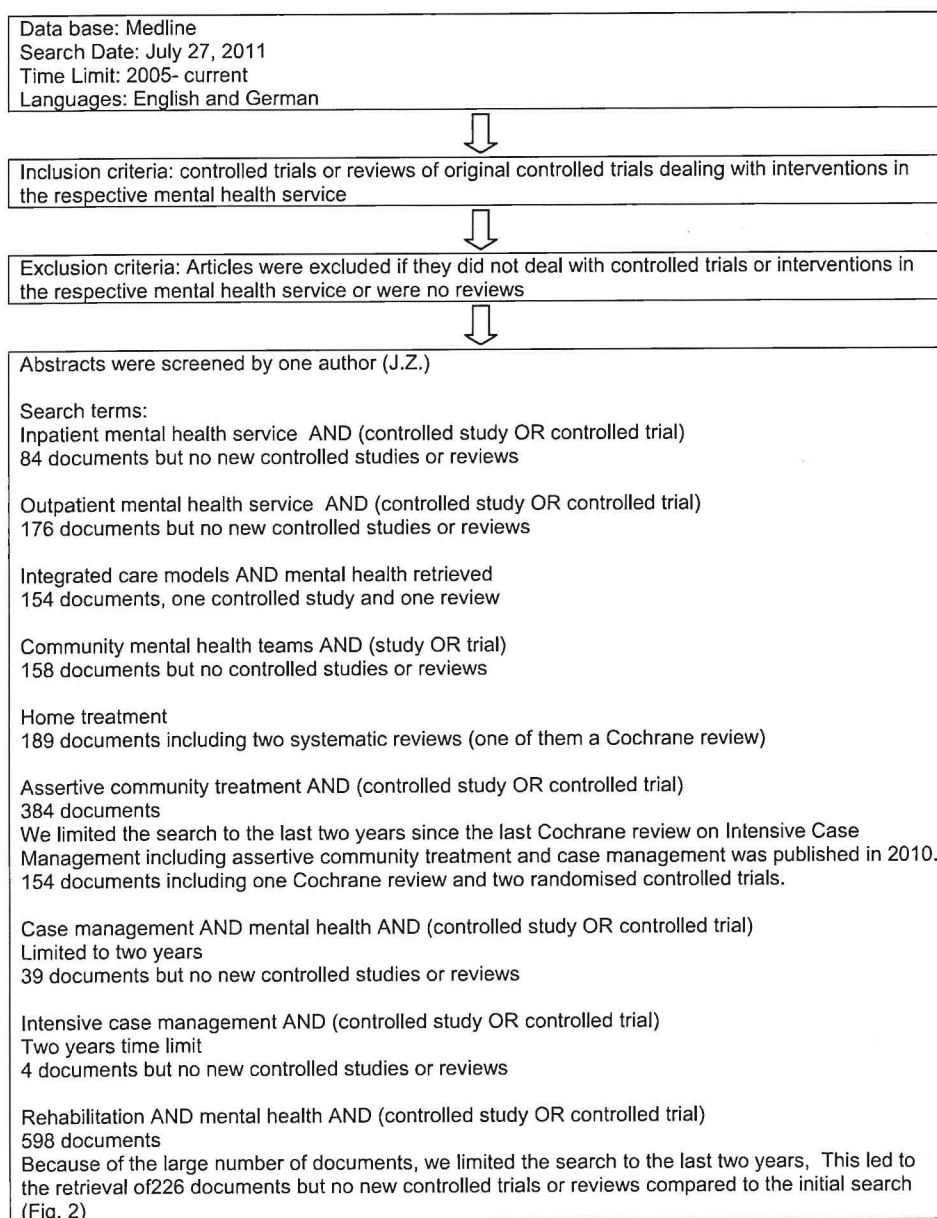 Data base: Medline
Search Date: July 27, 2011
Time Limit: 2005- current
Languages: English and German
Inclusion criteria: controlled trials or reviews of original controlled trials dealing with interventions in
the respective mental health service
Exclusion criteria: Articles were excluded if they did not deal with controlled trials or interventions in
the respective mental health service or were no reviews
Abstracts were screened by one author (J.Z.)
Search terms:
Inpatient mental health service AND (controlled study OR controlled trial)
84 documents but no new controlled studies or reviews
Outpatient mental health service AND (controlled study OR controlled trial)
176 documents but no new controlled studies or reviews
Integrated care models AND mental health retrieved
154 documents, one controlled study and one review
Community mental health teams AND (study OR trial)
158 documents but no controlled studies or reviews
Home treatment
189 documents including two systematic reviews (one of them a Cochrane review)
Assertive community treatment AND (controlled study OR controlled trial)
384 documents
We limited the search to the last two years since the last Cochrane review on Intensive Case
Management including assertive community treatment and case management was published in 2010.
154 documents including one Cochrane review and two randomised controlled trials.
Case management AND mental health AND (controlled study OR controlled trial)
Limited to two years
39 documents but no new controlled studies or reviews
Intensive case management AND (controlled study OR controlled trial)
Two years time limit
4 documents but no new controlled studies or reviews
Rehabilitation AND mental health AND (controlled study OR controlled trial)
598 documents
Because of the large number of documents, we limited the search to the last two years, This led to
the retrieval of226 documents but no new controlled trials or reviews compared to the initial search
(Fig. 2)